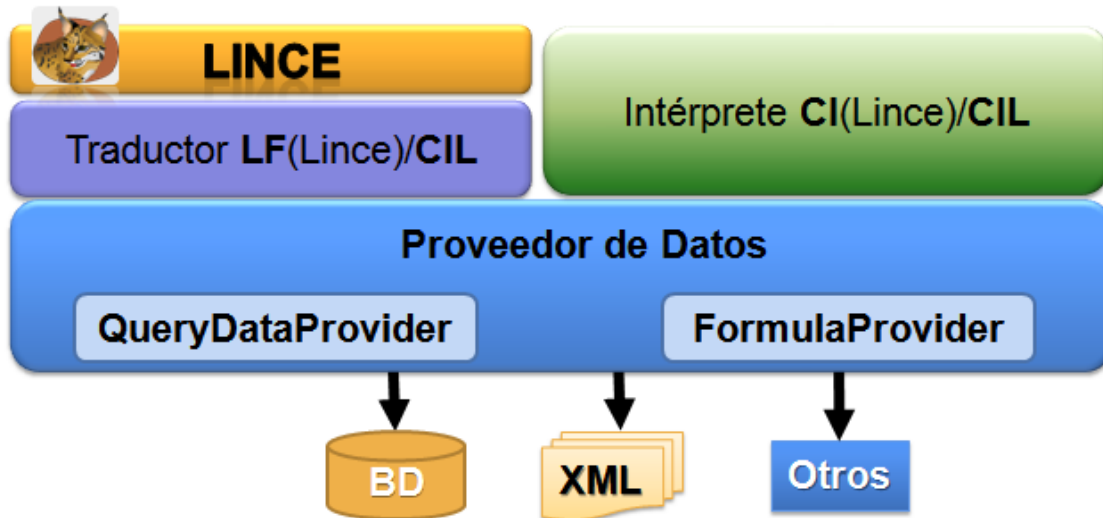 LINCE
Traductor LF(Lince)/CIL
Intérprete CI(Lince)/CIL
Proveedor de Datos
QueryDataProvider
FormulaProvider
BD
XML
Otros